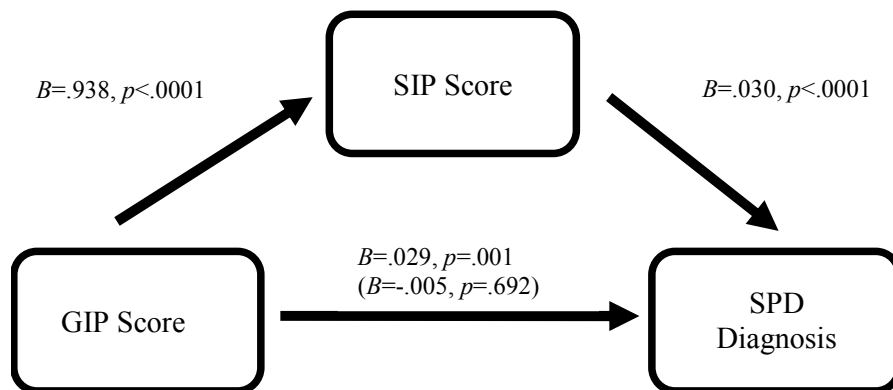 SIP Score
B=.938, p<.0001
B=.030, p<.0001
B=.029, p=.001
(B=-.005, p=.692)
GIP Score
SPD
Diagnosis